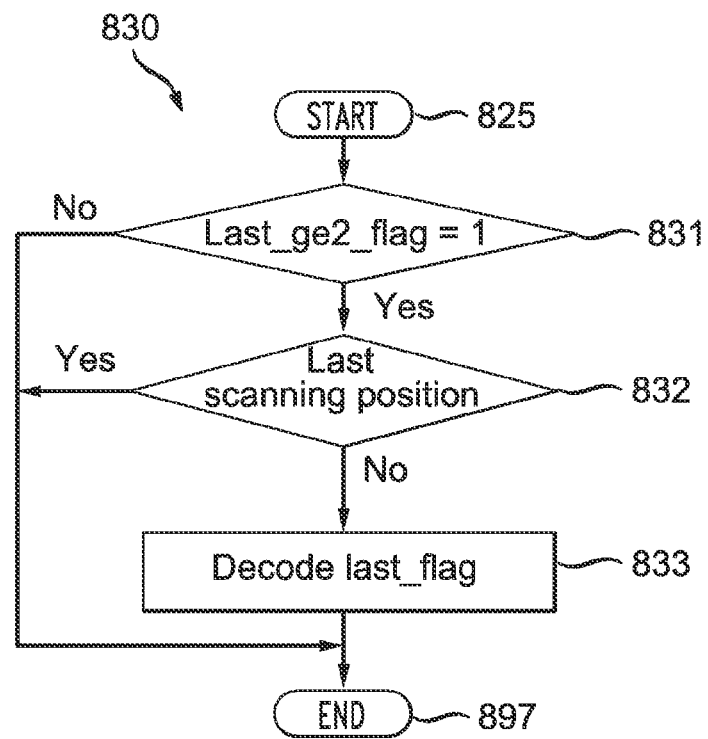 830
START
825
No
Last_ge2_flag = 1
831
Yes
Yes
Last
scanning position
832
No
Decode last_flag
833
END
897